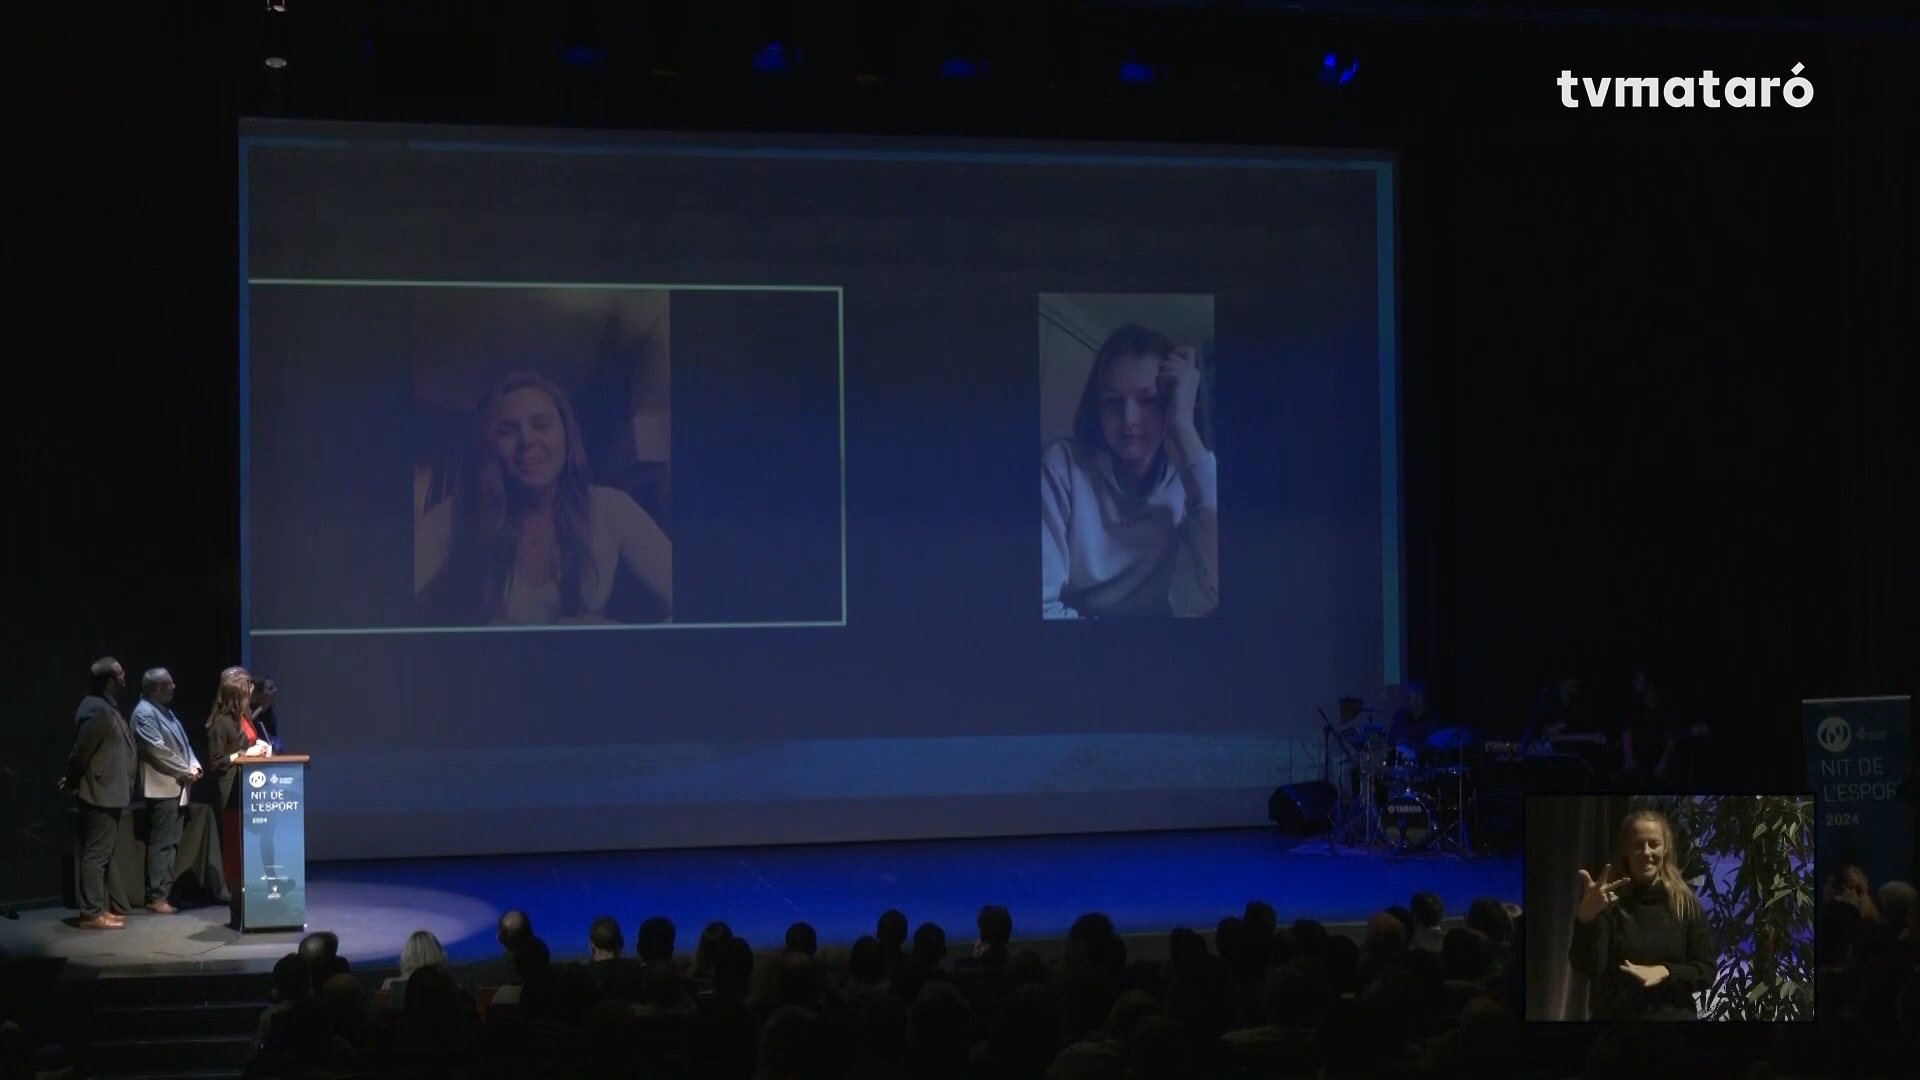 tvmataró
NIT DE
L'ESPORT
2024
NIT DE
L'ESPORT
2024
YAMAHA